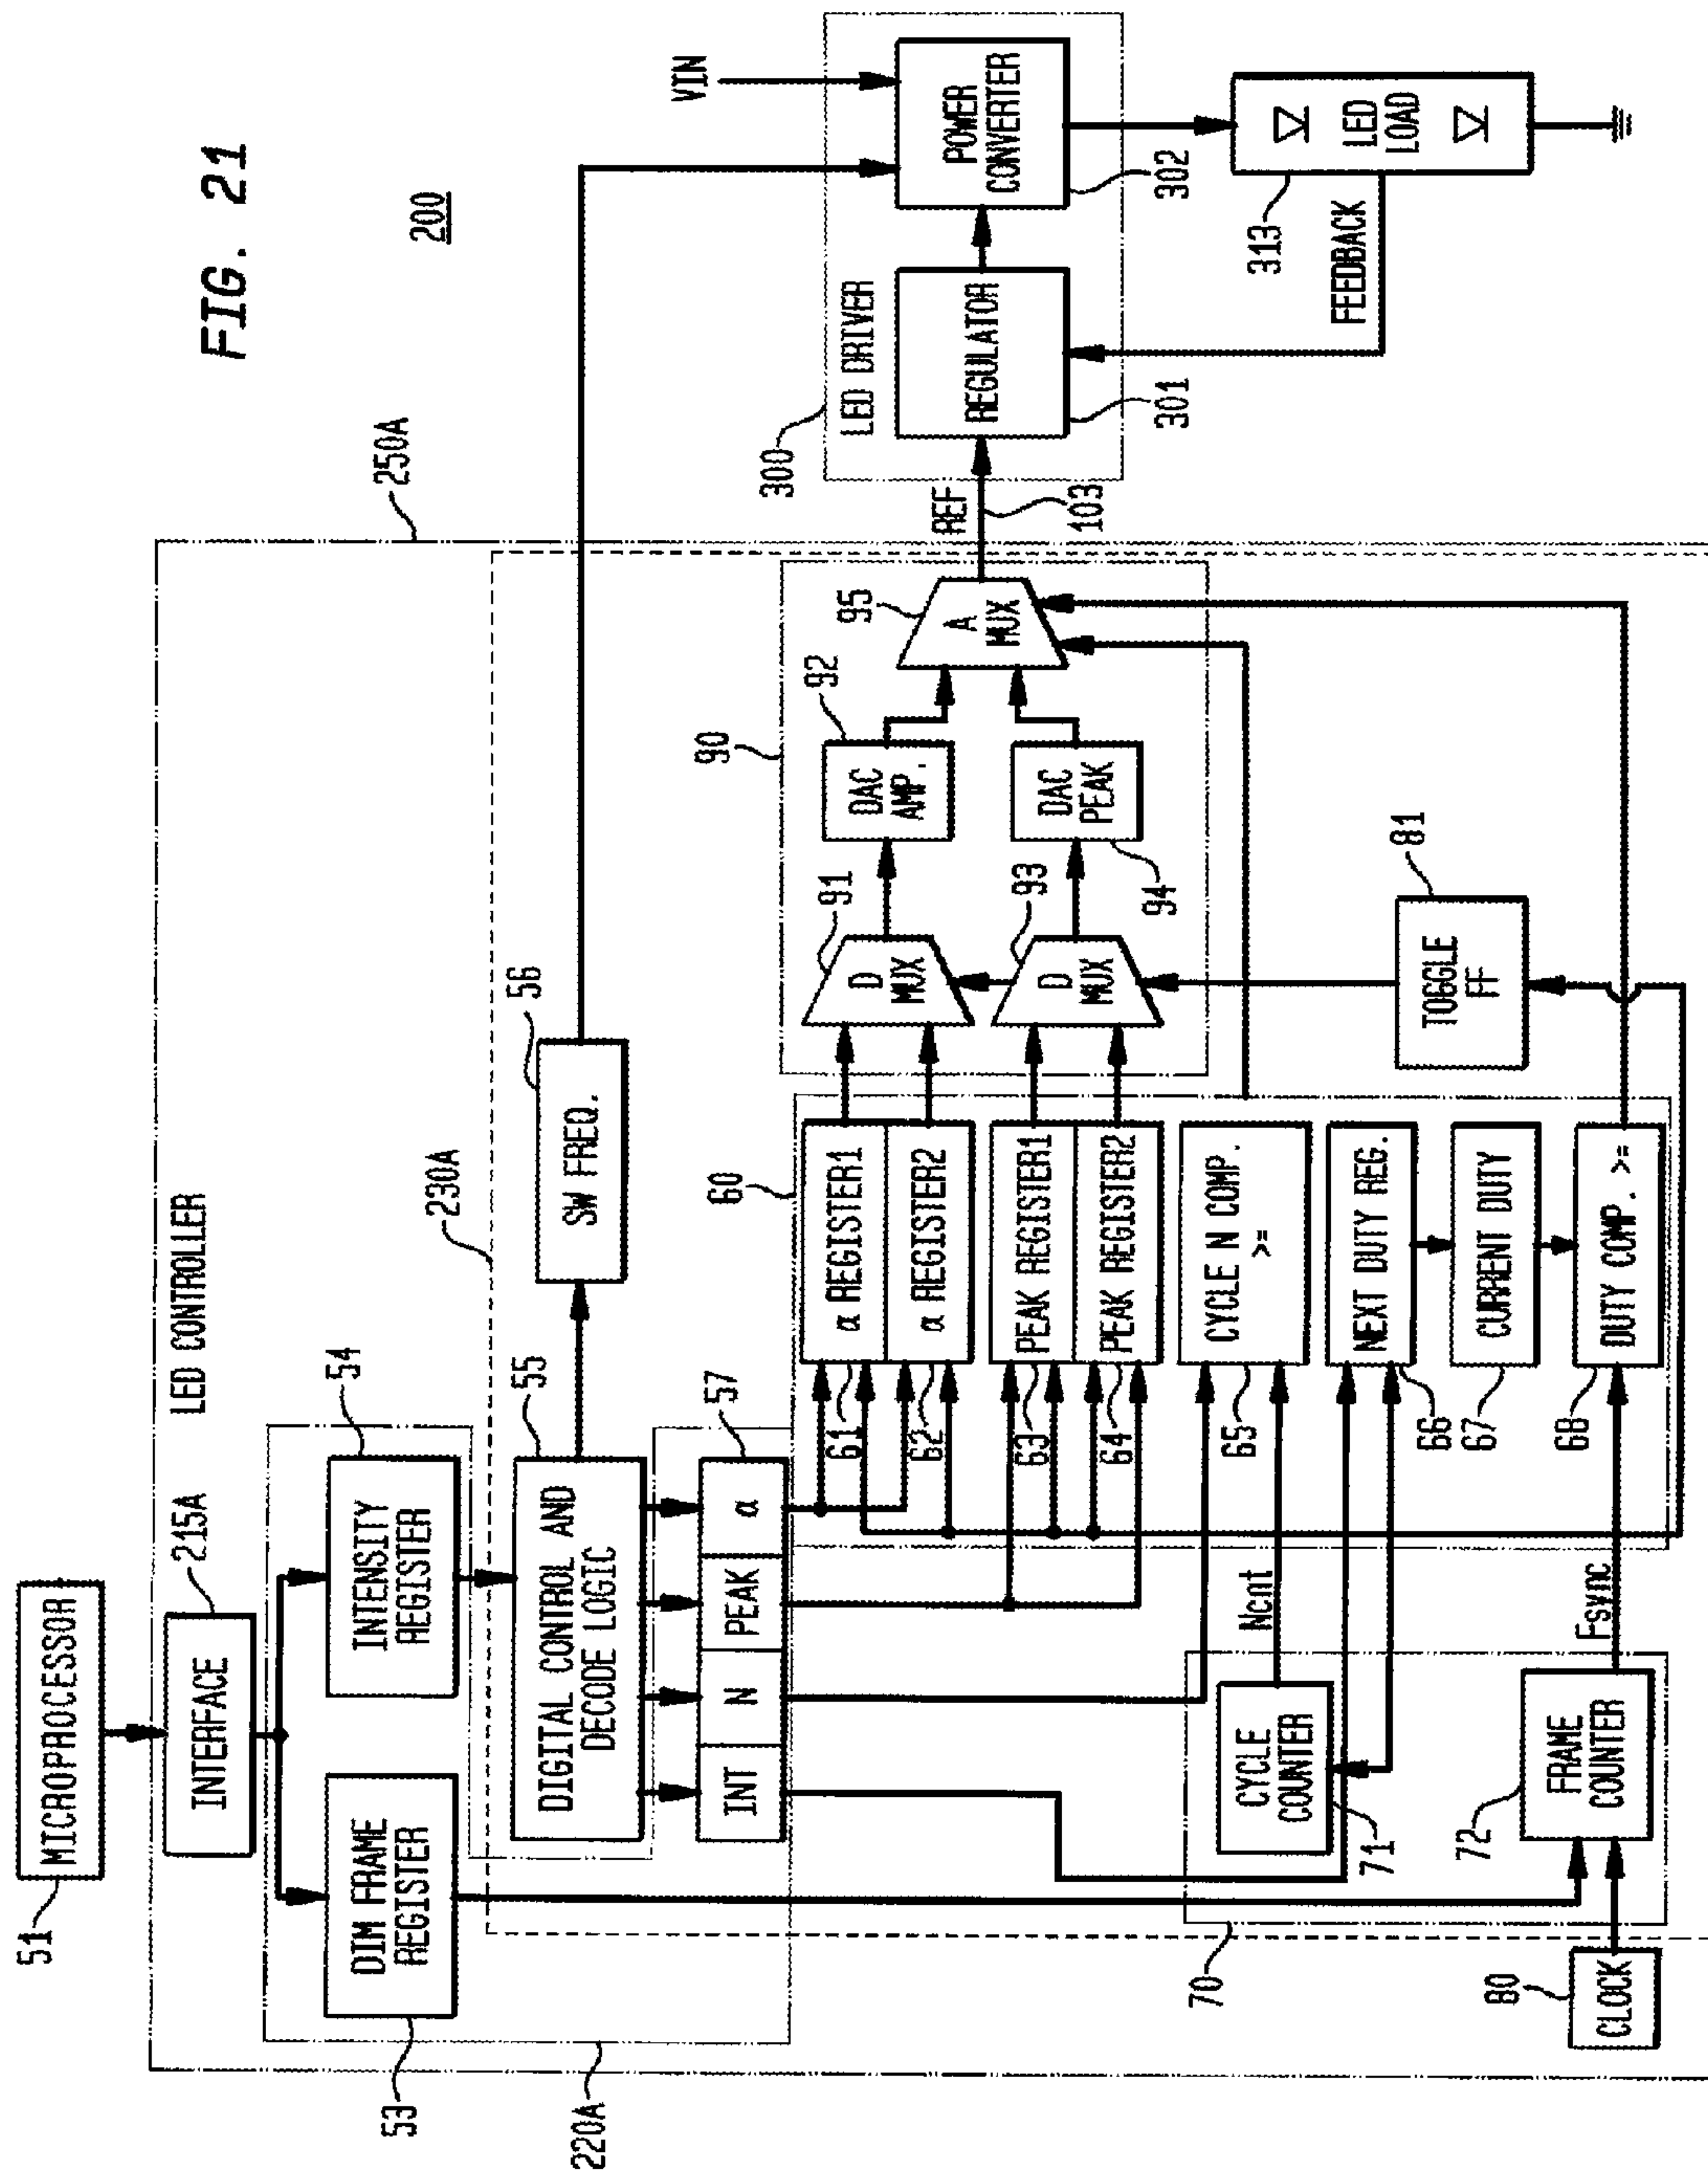 FIG. 21
200
51
MICROPROCESSOR
LED CONTROLLER
250A
215A
INTERFACE
220A
53
DIM FRAME
REGISTER
54
INTENSITY
REGISTER
230A
55
DIGITAL CONTROL AND
DECODE LOGIC
56
SW FREQ.
57
INT
N
PEAK
α
60
α REGISTER1
α REGISTER2
61
62
PEAK REGISTER1
PEAK REGISTER2
63
64
CYCLE N COMP.
>=
65
NEXT DUTY REG.
66
CURRENT DUTY
67
DUTY COMP. >=
68
70
CYCLE
COUNTER
71
Ncnt
72
FRAME
COUNTER
Fsync
80
CLOCK
81
TOGGLE
FF
90
91
D
MUX
92
DAC
AMP.
93
D
MUX
94
DAC
PEAK
95
A
MUX
REF
103
300
LED DRIVER
REGULATOR
301
POWER
CONVERTER
302
VIN
313
LED
LOAD
FEEDBACK